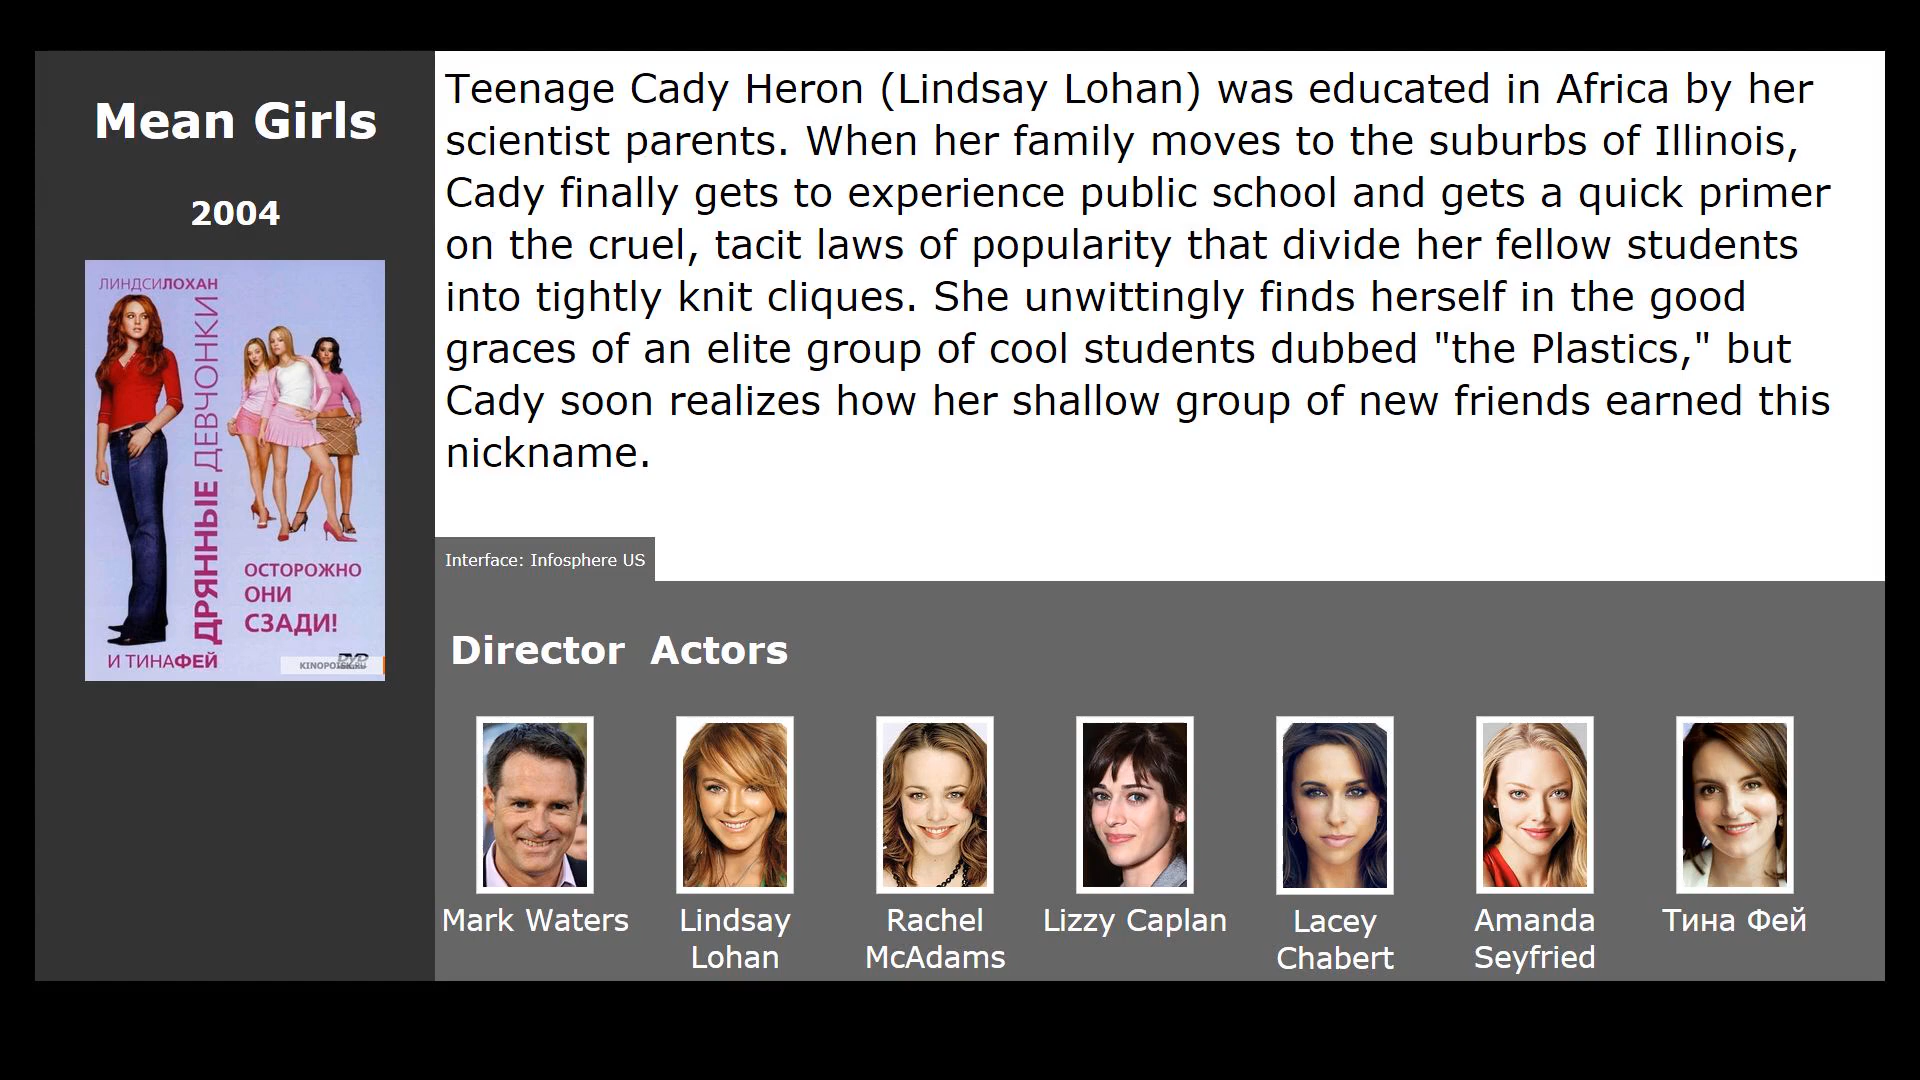 Mean Girls
2004
ЛИНДСИЛОХАН
ДРЯННЫЕ ДЕВЧОНКИ
ОСТОРОЖНО
ОНИ
СЗАДИ!
И ТИНАФЕЙ
DVD
KINOPOISK.RU
Teenage Cady Heron (Lindsay Lohan) was educated in Africa by her
scientist parents. When her family moves to the suburbs of Illinois,
Cady finally gets to experience public school and gets a quick primer
on the cruel, tacit laws of popularity that divide her fellow students
into tightly knit cliques. She unwittingly finds herself in the good
graces of an elite group of cool students dubbed "the Plastics," but
Cady soon realizes how her shallow group of new friends earned this
nickname.
Interface: Infosphere US
Director Actors
Mark Waters
Lindsay
Lohan
Rachel
McAdams
Lizzy Caplan
Lacey
Chabert
Amanda
Seyfried
Тина Фей